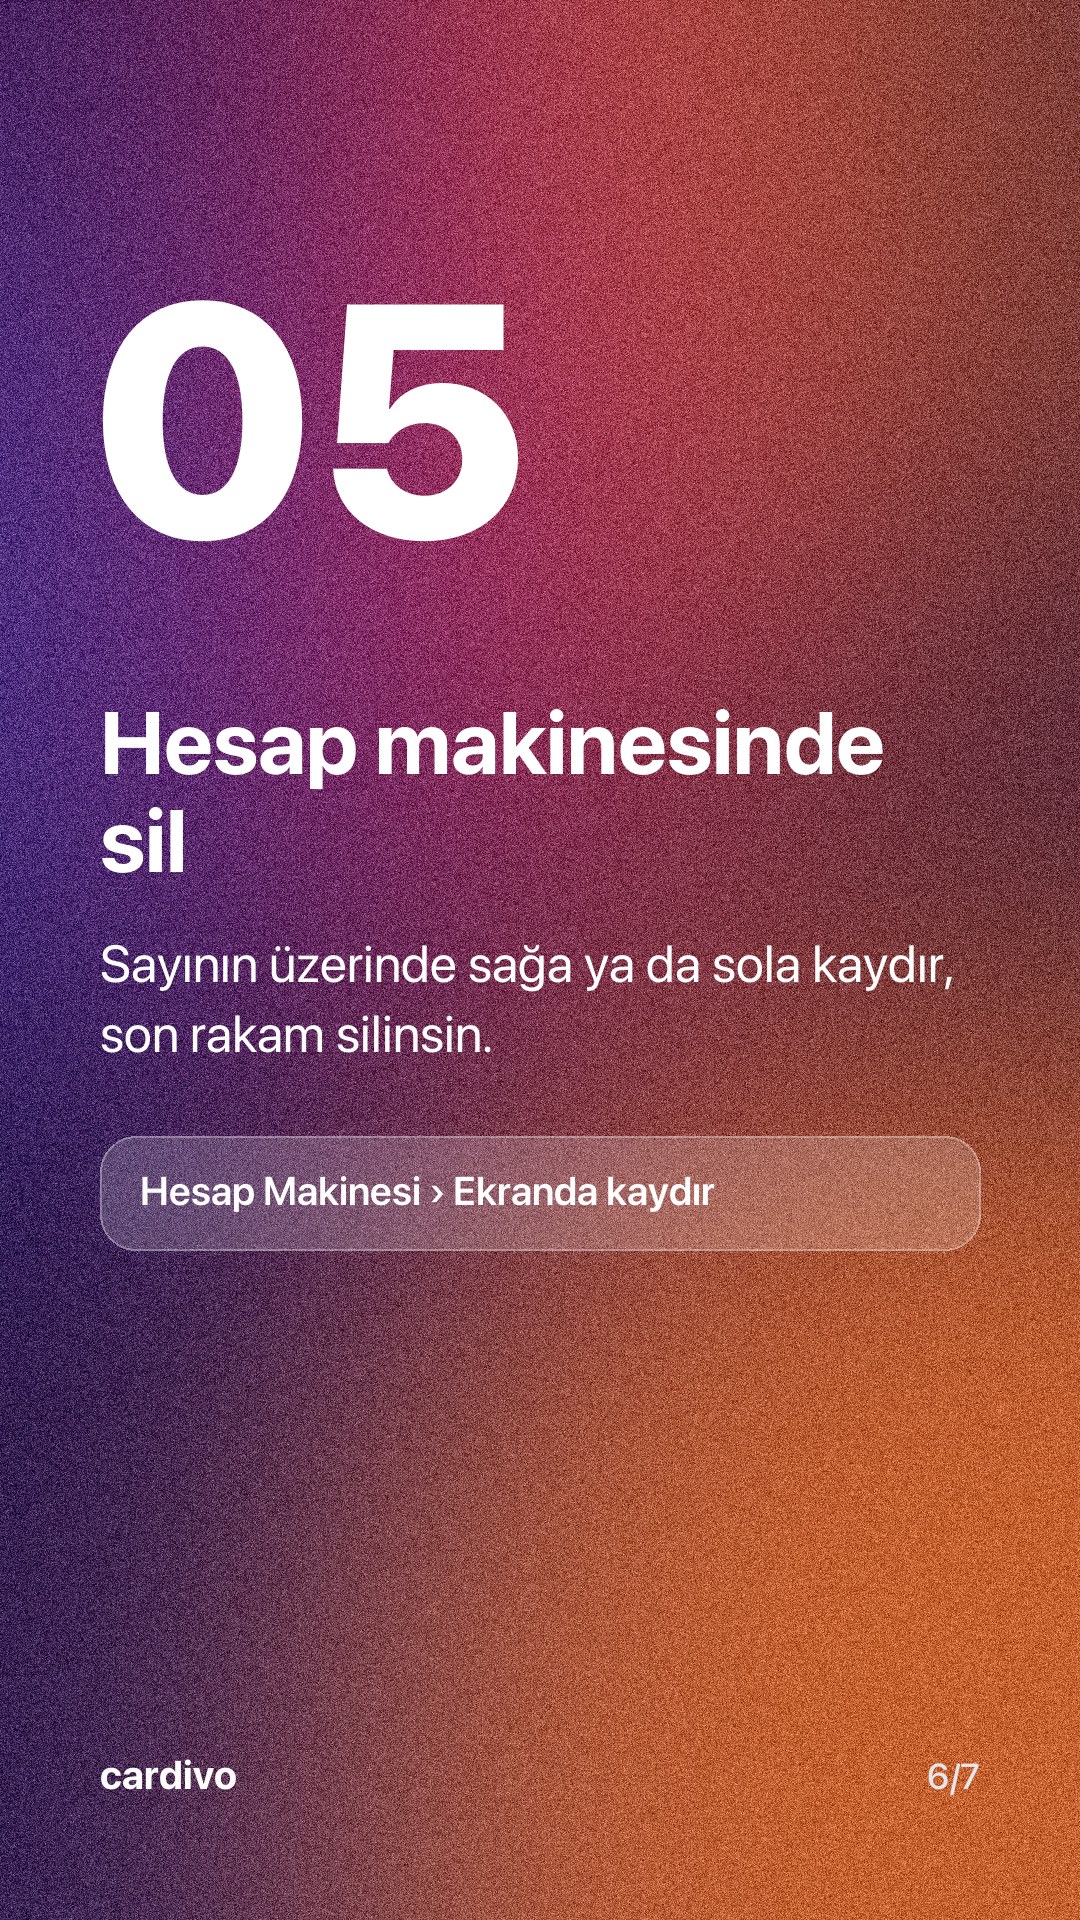 05
Hesap makinesinde
sil
Sayının üzerinde sağa ya da sola kaydır,
son rakam silinsin.
Hesap Makinesi › Ekranda kaydır
cardivo
6/7